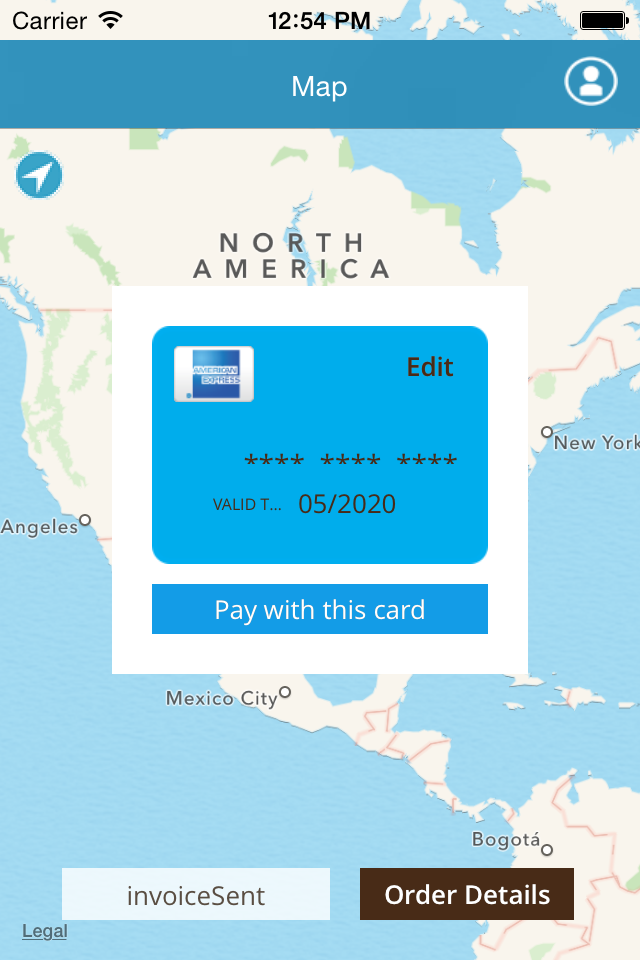 Carrier 12:54 PM
Map
NORTH
AMERICA
AMERICAN
EXPRESS
Edit
**** **** ****
VALID T... 05/2020
New York
Angeles
Pay with this card
Mexico City
Bogotá
invoiceSent
Order Details
Legal